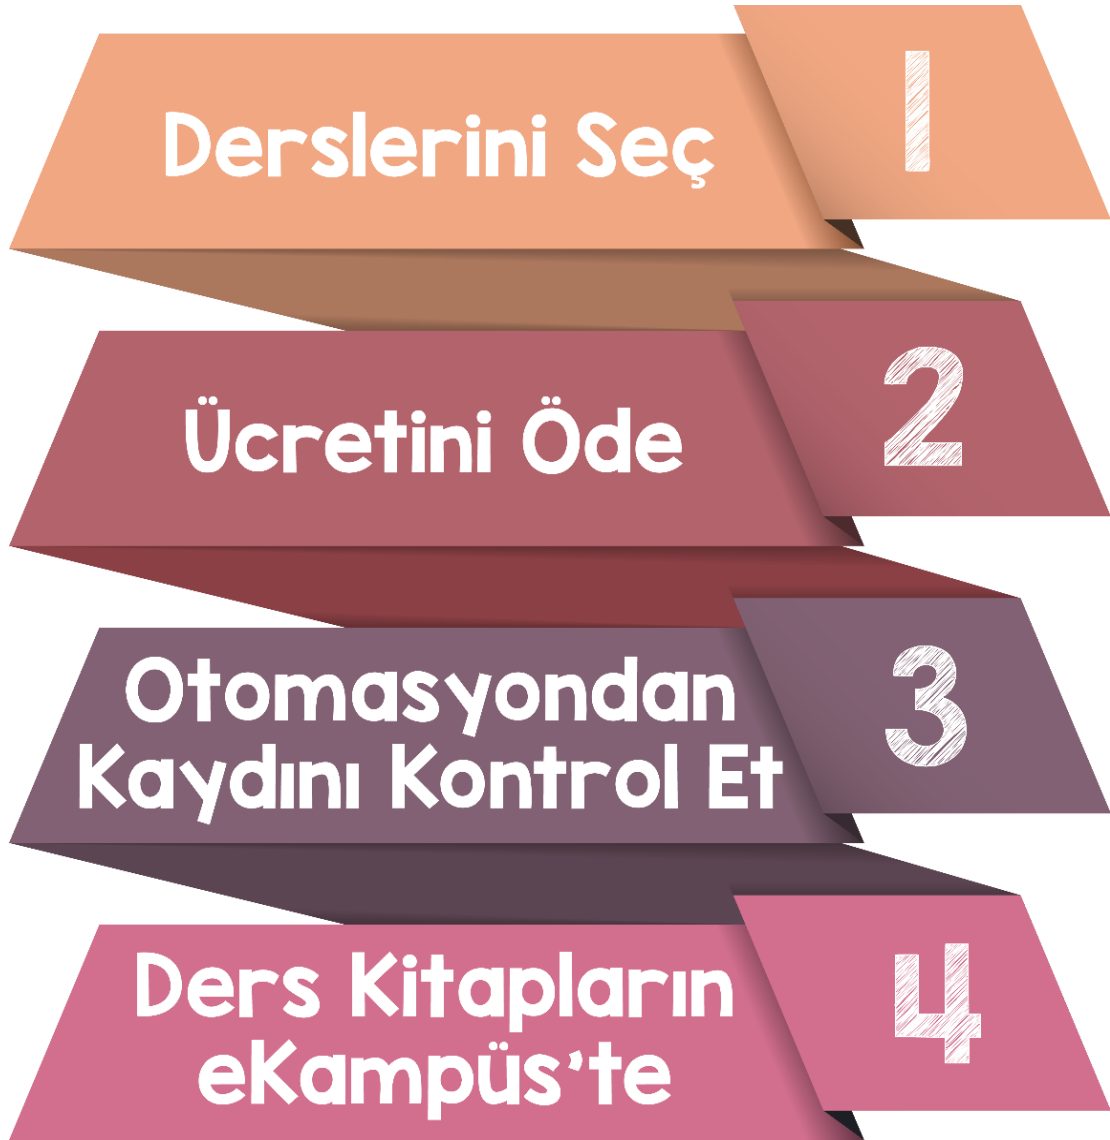 Derslerini Seç
1
Ücretini Öde
2
Otomasyondan
Kaydını Kontrol Et
3
Ders Kitapların
eKampüs'te
4